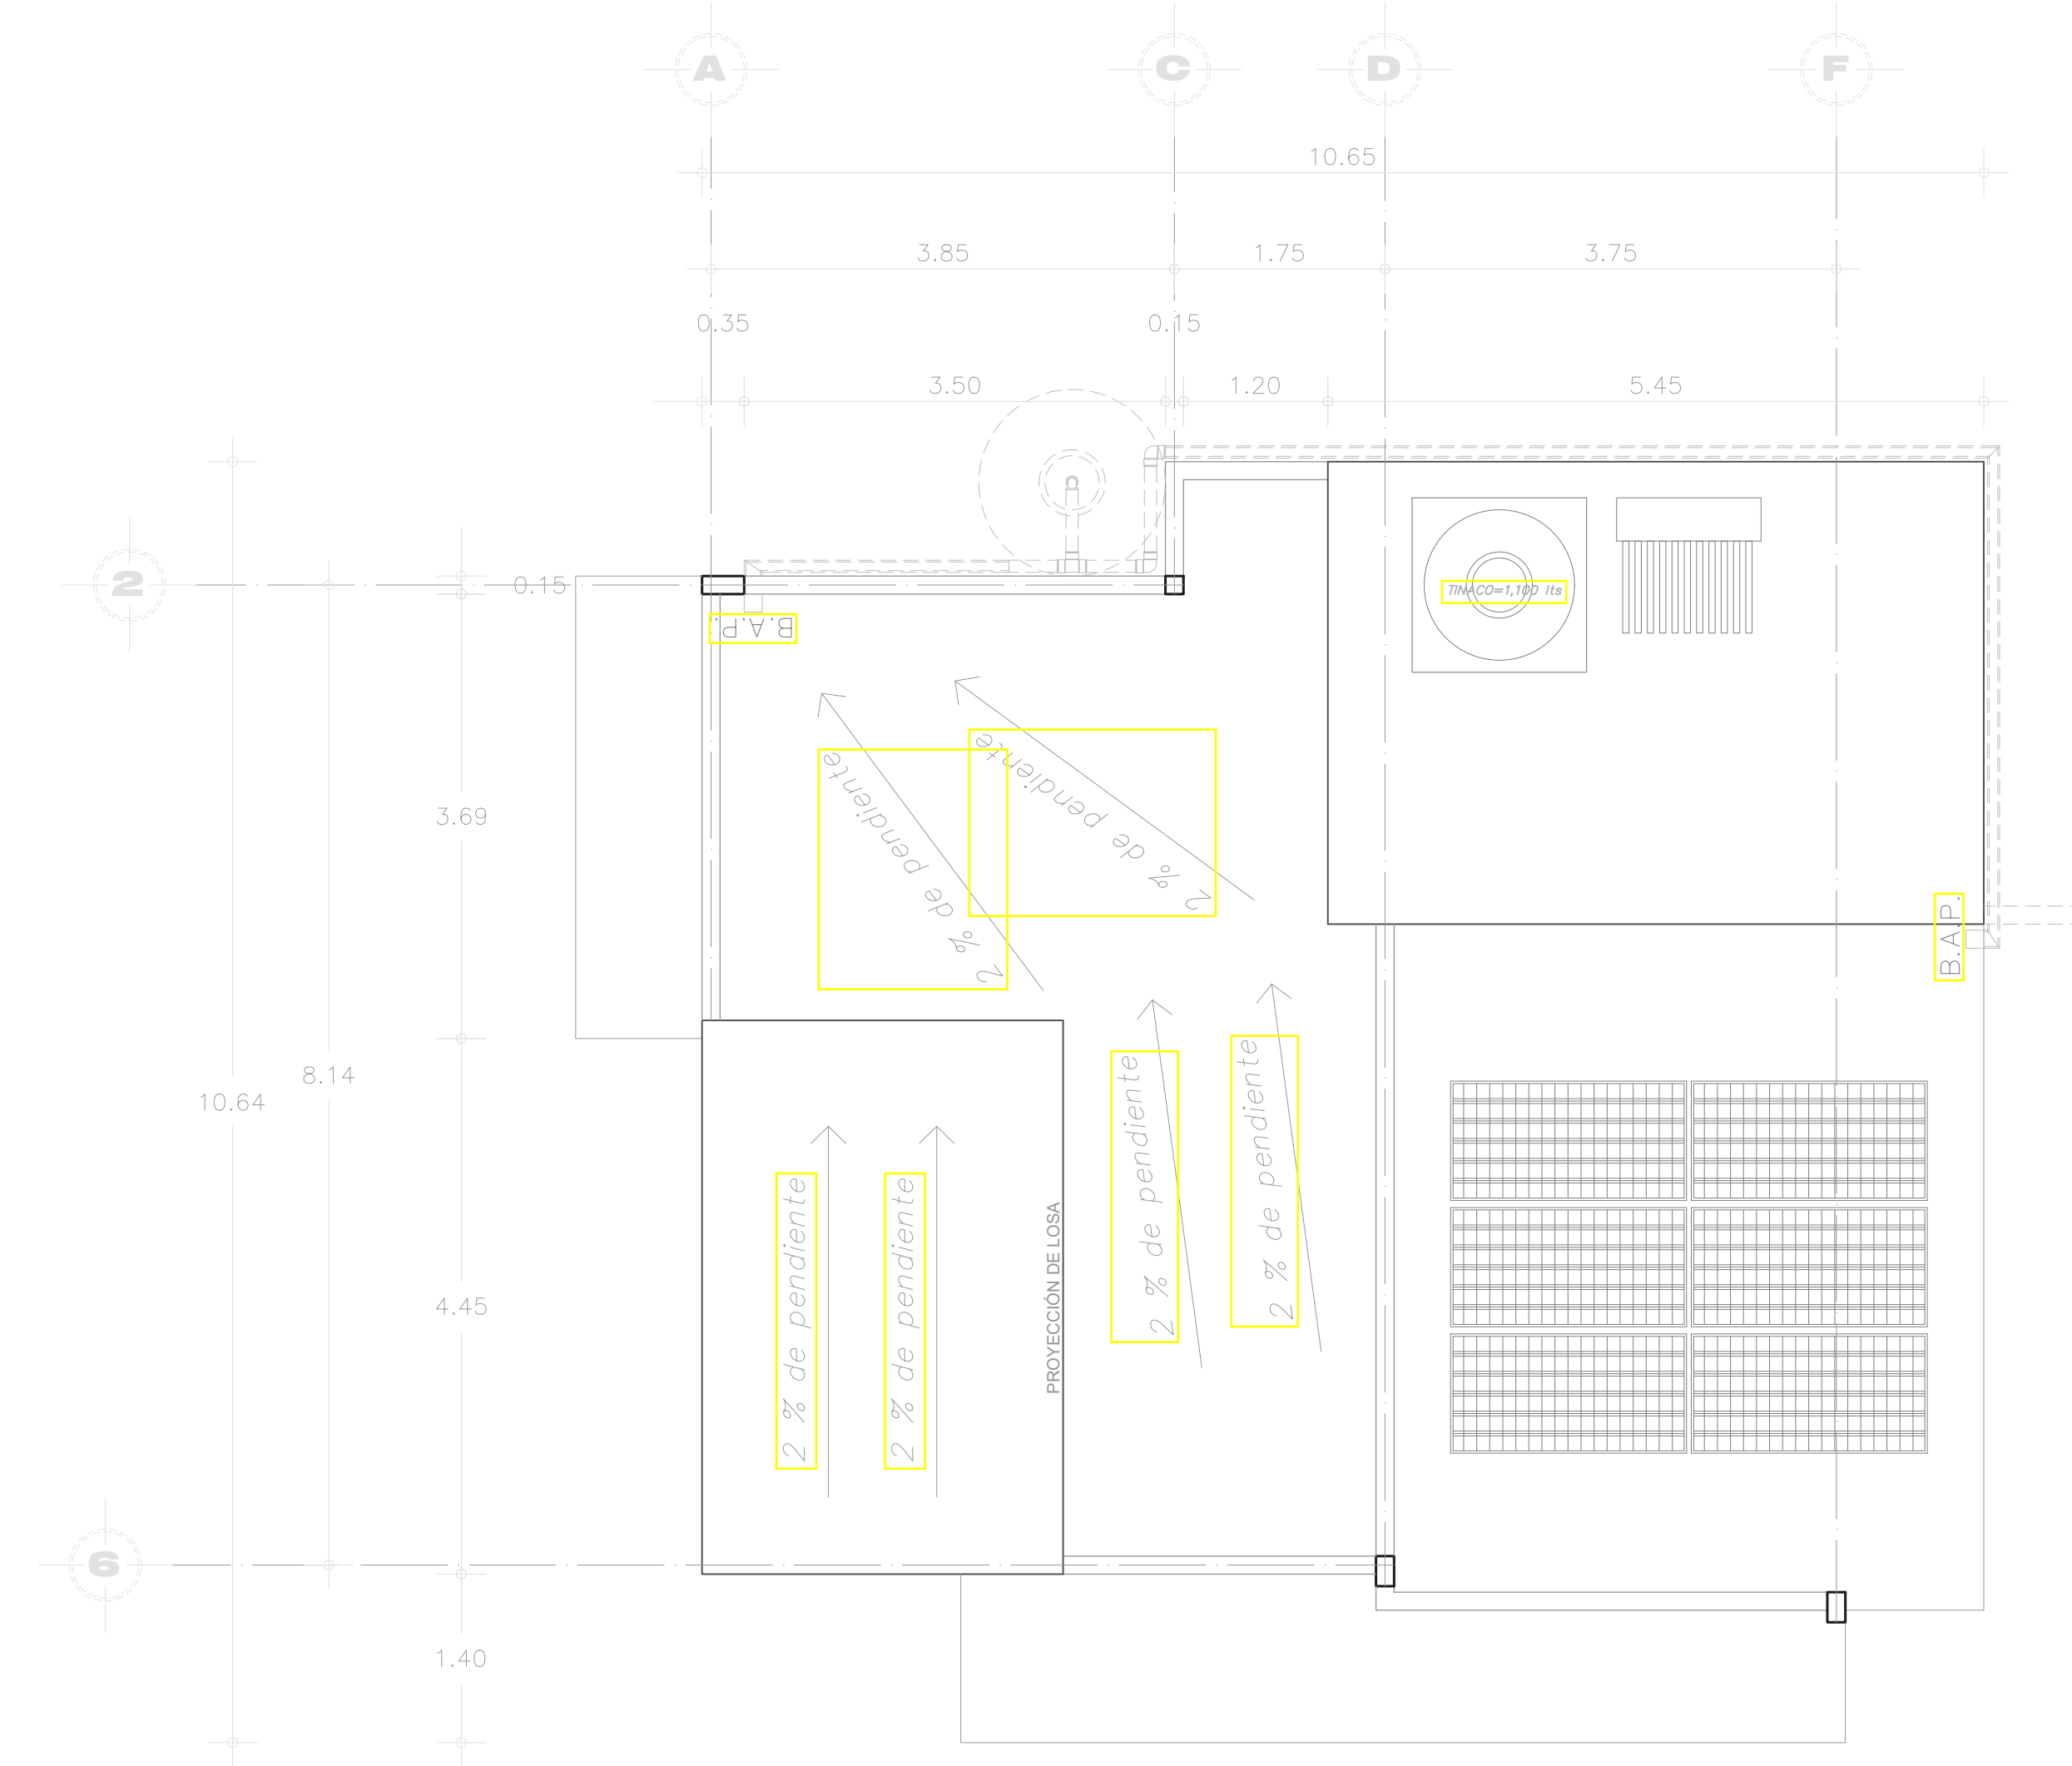 A
C
D
F
10.65
3.85
1.75
3.75
0.35
0.15
3.50
1.20
5.45
2
0.15
TINACO=1,100 lts
B.A.P.
2 % de pendiente
2 % de pendiente
3.69
B.A.P.
8.14
10.64
2 % de pendiente
2 % de pendiente
2 % de pendiente
2 % de pendiente
PROYECCIÓN DE LOSA
4.45
6
1.40